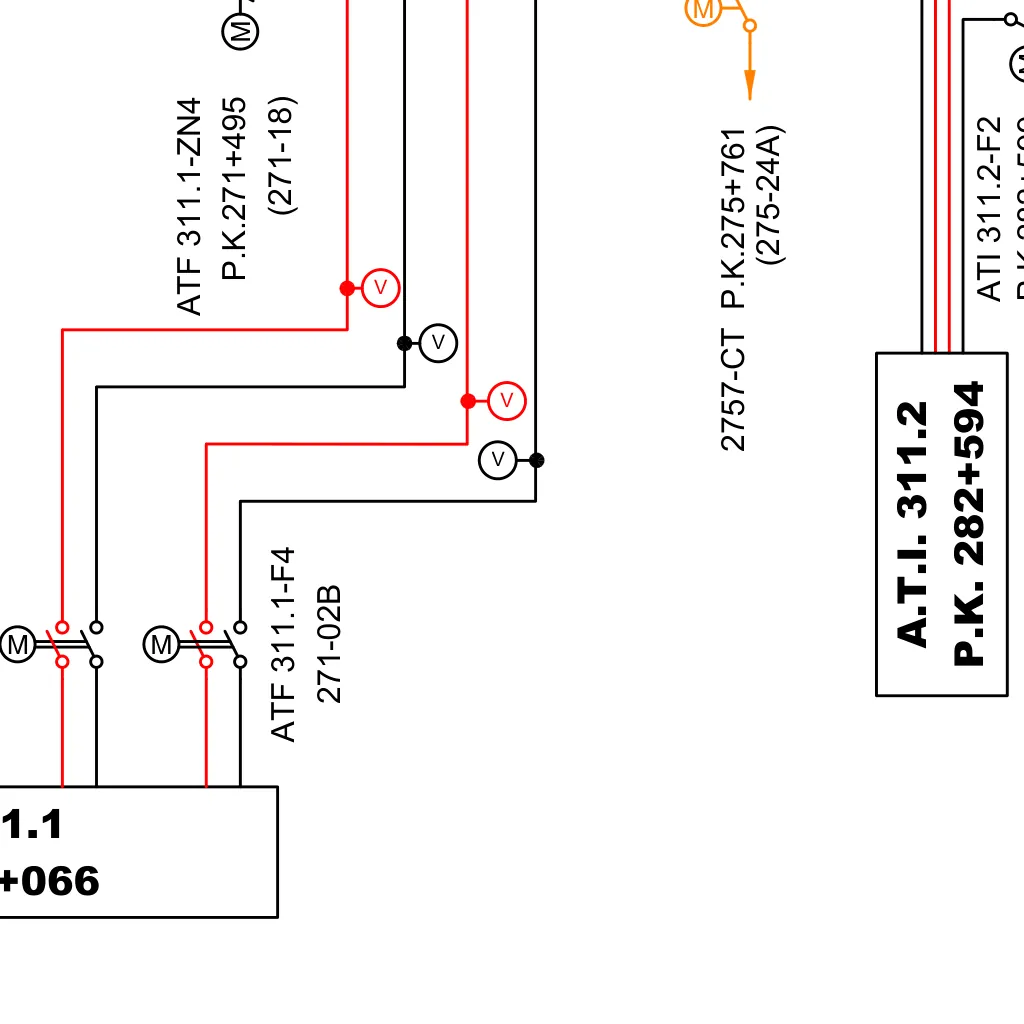 M
ATF 311.1-ZN4
P.K.271+495
(271-18)
M
2757-CT P.K.275+761
(275-24A)
M
ATI 311.2-F2
V
V
V
V
A.T.I. 311.2
P.K. 282+594
M
M
ATF 311.1-F4
271-02B
1.1
+066